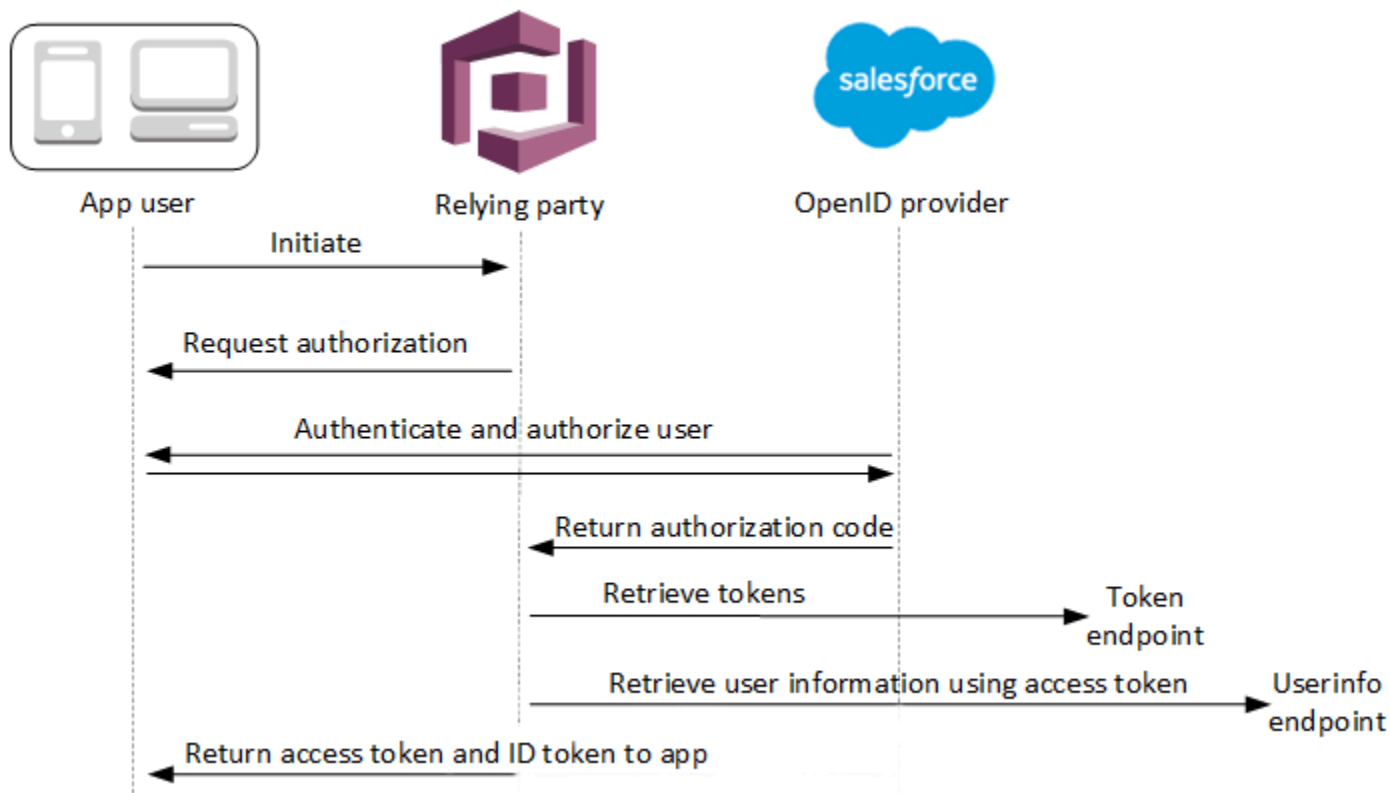 salesforce
App user
Relying party
OpenID provider
Initiate
Request authorization
Authenticate and authorize user
Return authorization code
Retrieve tokens
Token
endpoint
Retrieve user information using access token
Userinfo
endpoint
Return access token and ID token to app